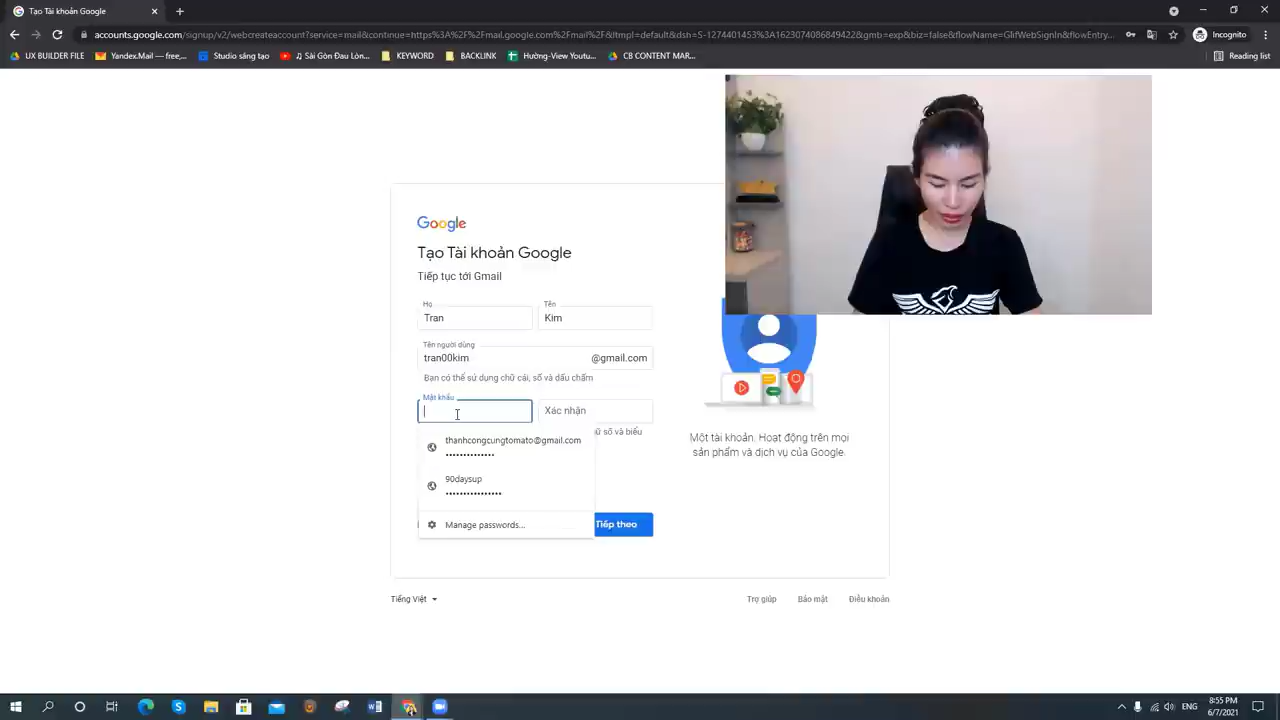 Tạo Tài khoản Google
accounts.google.com/signup/v2/webcreateaccount?service=mail&continue=https%3A%2F%2Fmail.google.com%2Fmail%2F&ltmpl=default&dsh=S-1274401453%3A1623074086849422&gmb=exp&biz=false&flowName=GlifWebSignIn&flowEntry...
Incognito
UX BUILDER FILE
Yandex.Mail — free,...
Studio sáng tạo
♫ Sài Gòn Đau Lòn...
KEYWORD
BACKLINK
Hường-View Youtu...
CB CONTENT MAR...
Reading list
Google
Tạo Tài khoản Google
Tiếp tục tới Gmail
Họ
Tên
Tran
Kim
Tên người dùng
tran00kim
@gmail.com
Bạn có thể sử dụng chữ cái, số và dấu chấm
Mật khẩu
Xác nhận
chữ số và biểu
thanhcongcungtomato@gmail.com
••••••••••••••
90daysup
••••••••••••••••
Manage passwords...
Tiếp theo
Một tài khoản. Hoạt động trên mọi
sản phẩm và dịch vụ của Google.
Tiếng Việt
Trợ giúp
Bảo mật
Điều khoản
ENG
8:55 PM
6/7/2021